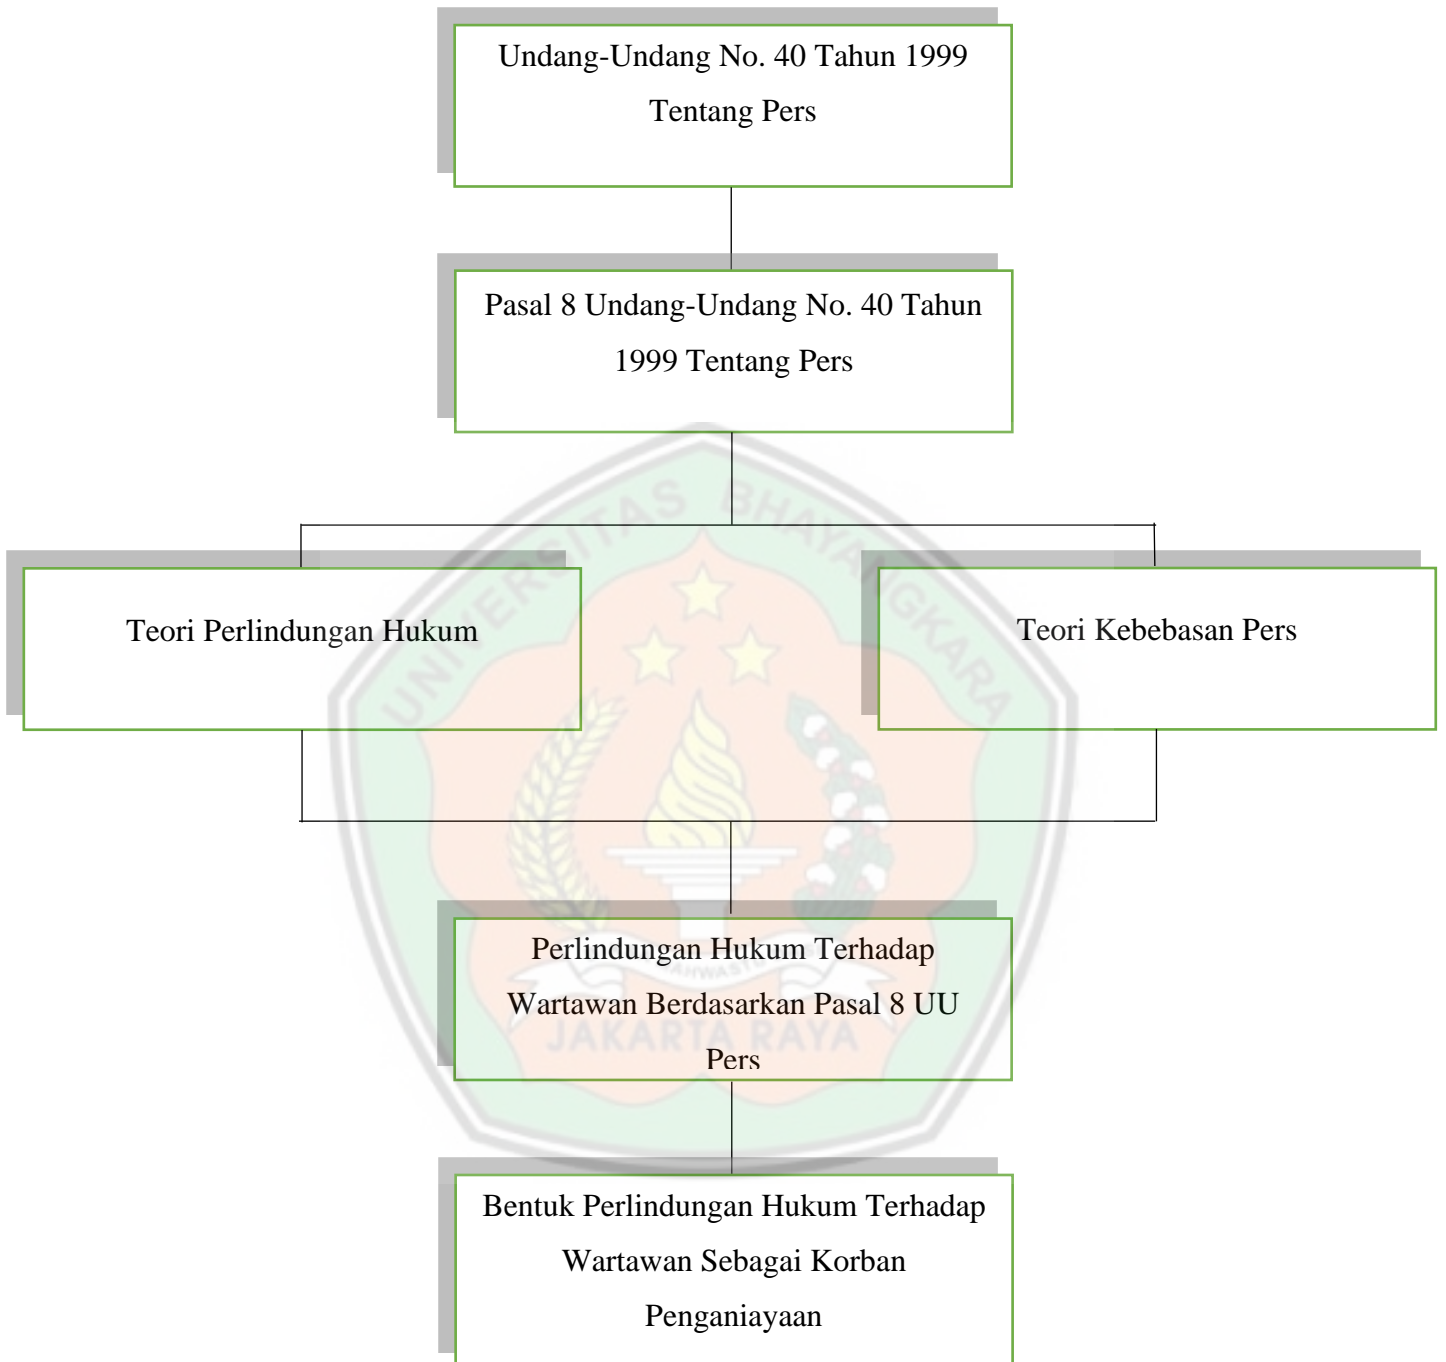 Undang-Undang No. 40 Tahun 1999
Tentang Pers
Pasal 8 Undang-Undang No. 40 Tahun
1999 Tentang Pers
UNIVERSITAS BHAYANGKARA
Teori Perlindungan Hukum
Teori Kebebasan Pers
Perlindungan Hukum Terhadap
Wartawan Berdasarkan Pasal 8 UU
Pers
JAKARTA RAYA
Bentuk Perlindungan Hukum Terhadap
Wartawan Sebagai Korban
Penganiayaan